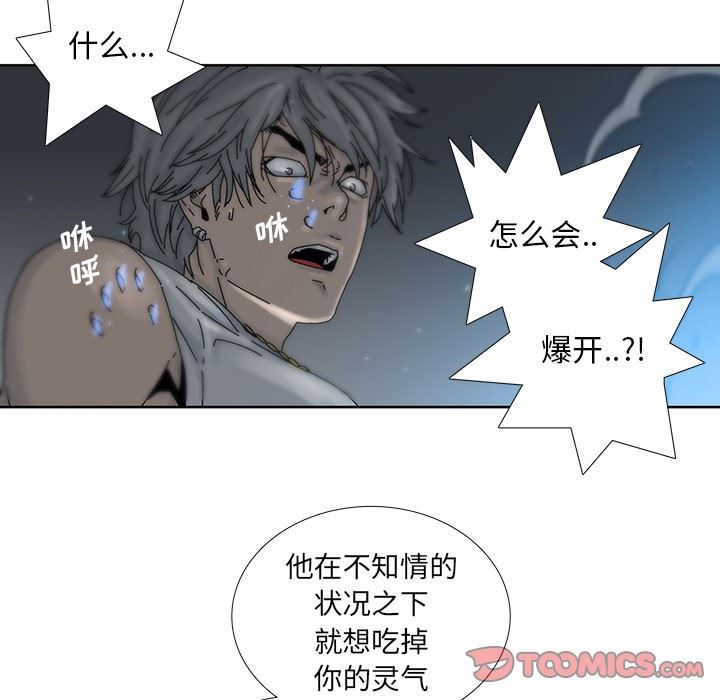 什么...
咻
呼
咻
怎么会..
爆开..?!
他在不知情的
状况之下
就想吃掉
你的灵气
TOOMICS.COM